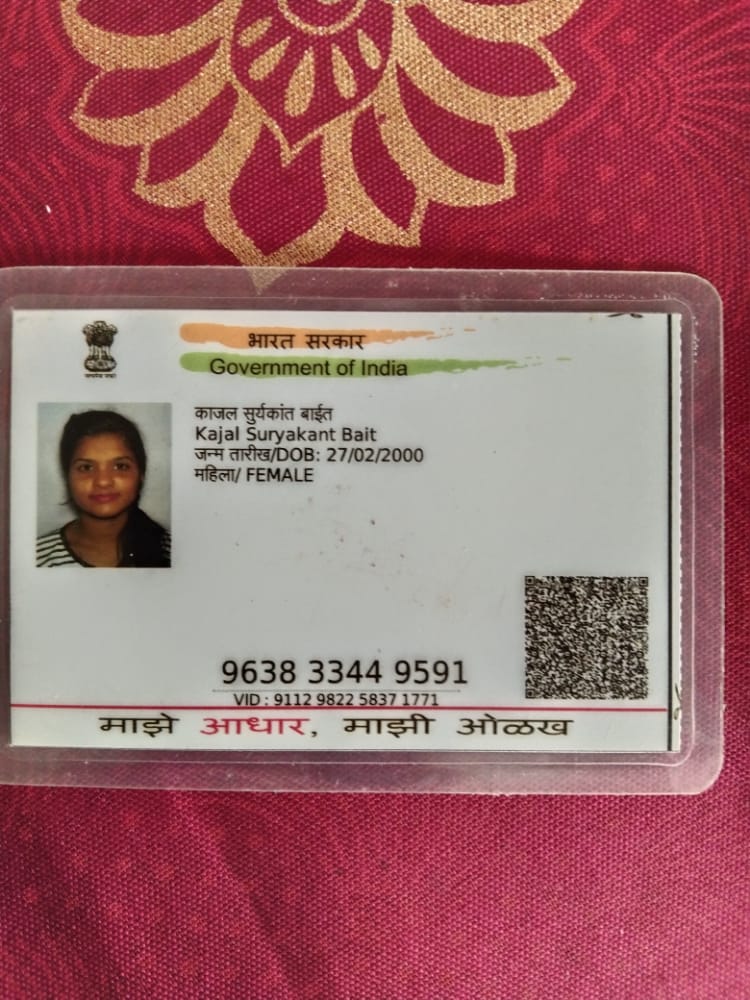 भारत सरकार
Government of India
काजल सुर्यकांत बाईत
Kajal Suryakant Bait
जन्म तारीख/DOB: 27/02/2000
महिला/ FEMALE
9638 3344 9591
VID : 9112 9822 5837 1771
माझे आधार, माझी ओळख